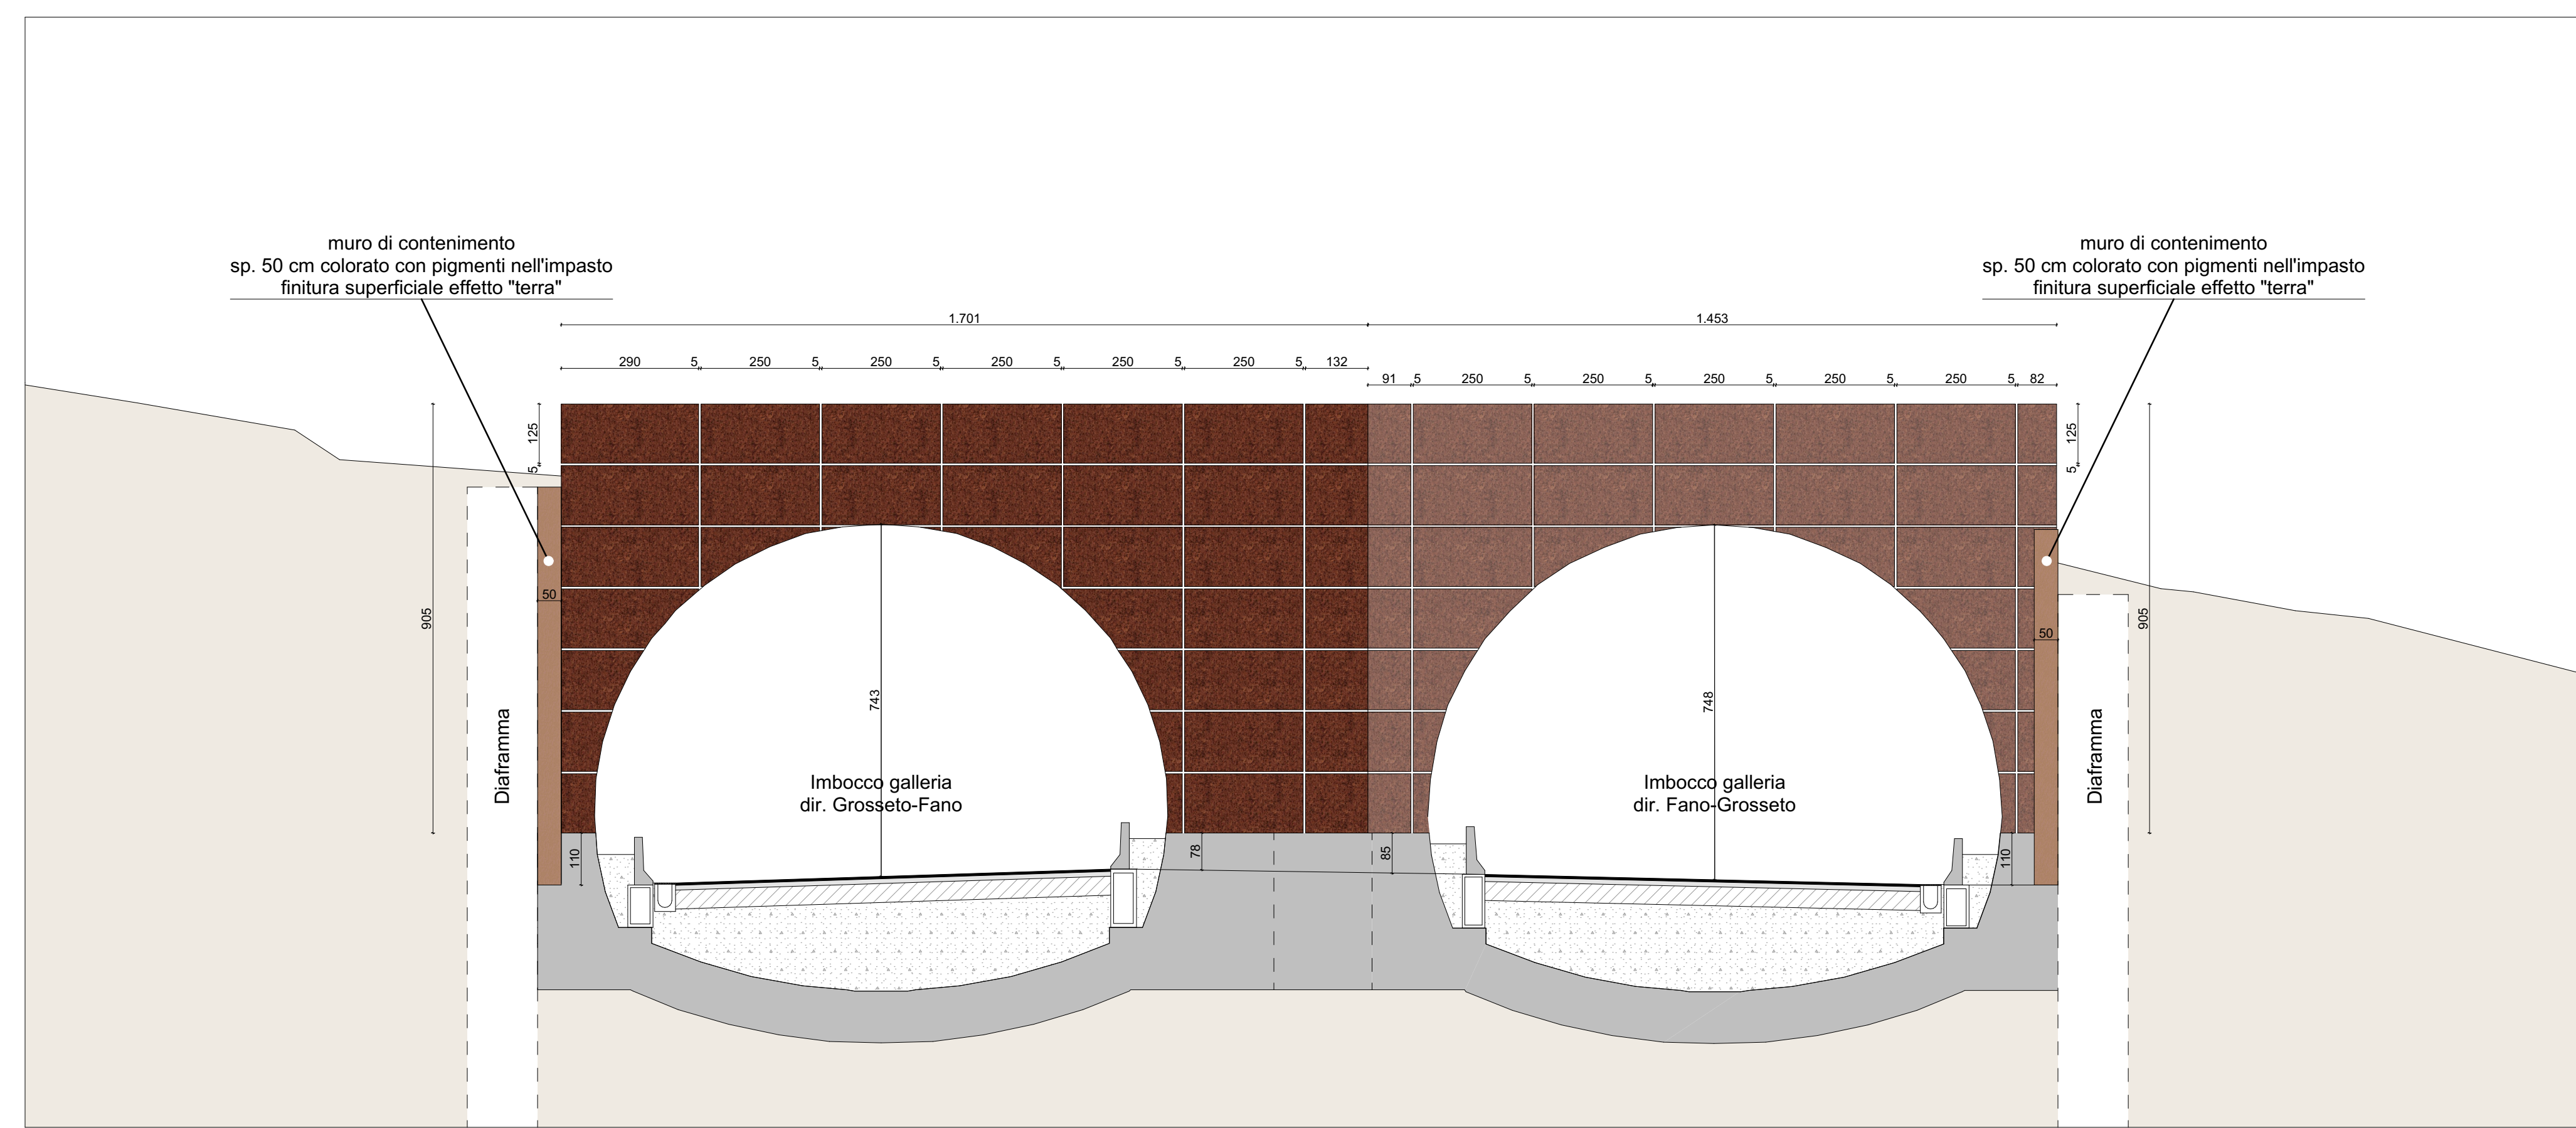 muro di contenimento
sp. 50 cm colorato con pigmenti nell'impasto
finitura superficiale effetto "terra"
muro di contenimento
sp. 50 cm colorato con pigmenti nell'impasto
finitura superficiale effetto "terra"
1.701
1.453
290 5 250 5 250 5 250 5 250 5 250 5 132
91 5 250 5 250 5 250 5 250 5 250 5 82
125
5
125
5
905
50
743
748
50
905
Diaframma
Imbocco galleria
dir. Grosseto-Fano
Imbocco galleria
dir. Fano-Grosseto
Diaframma
110
78
85
110